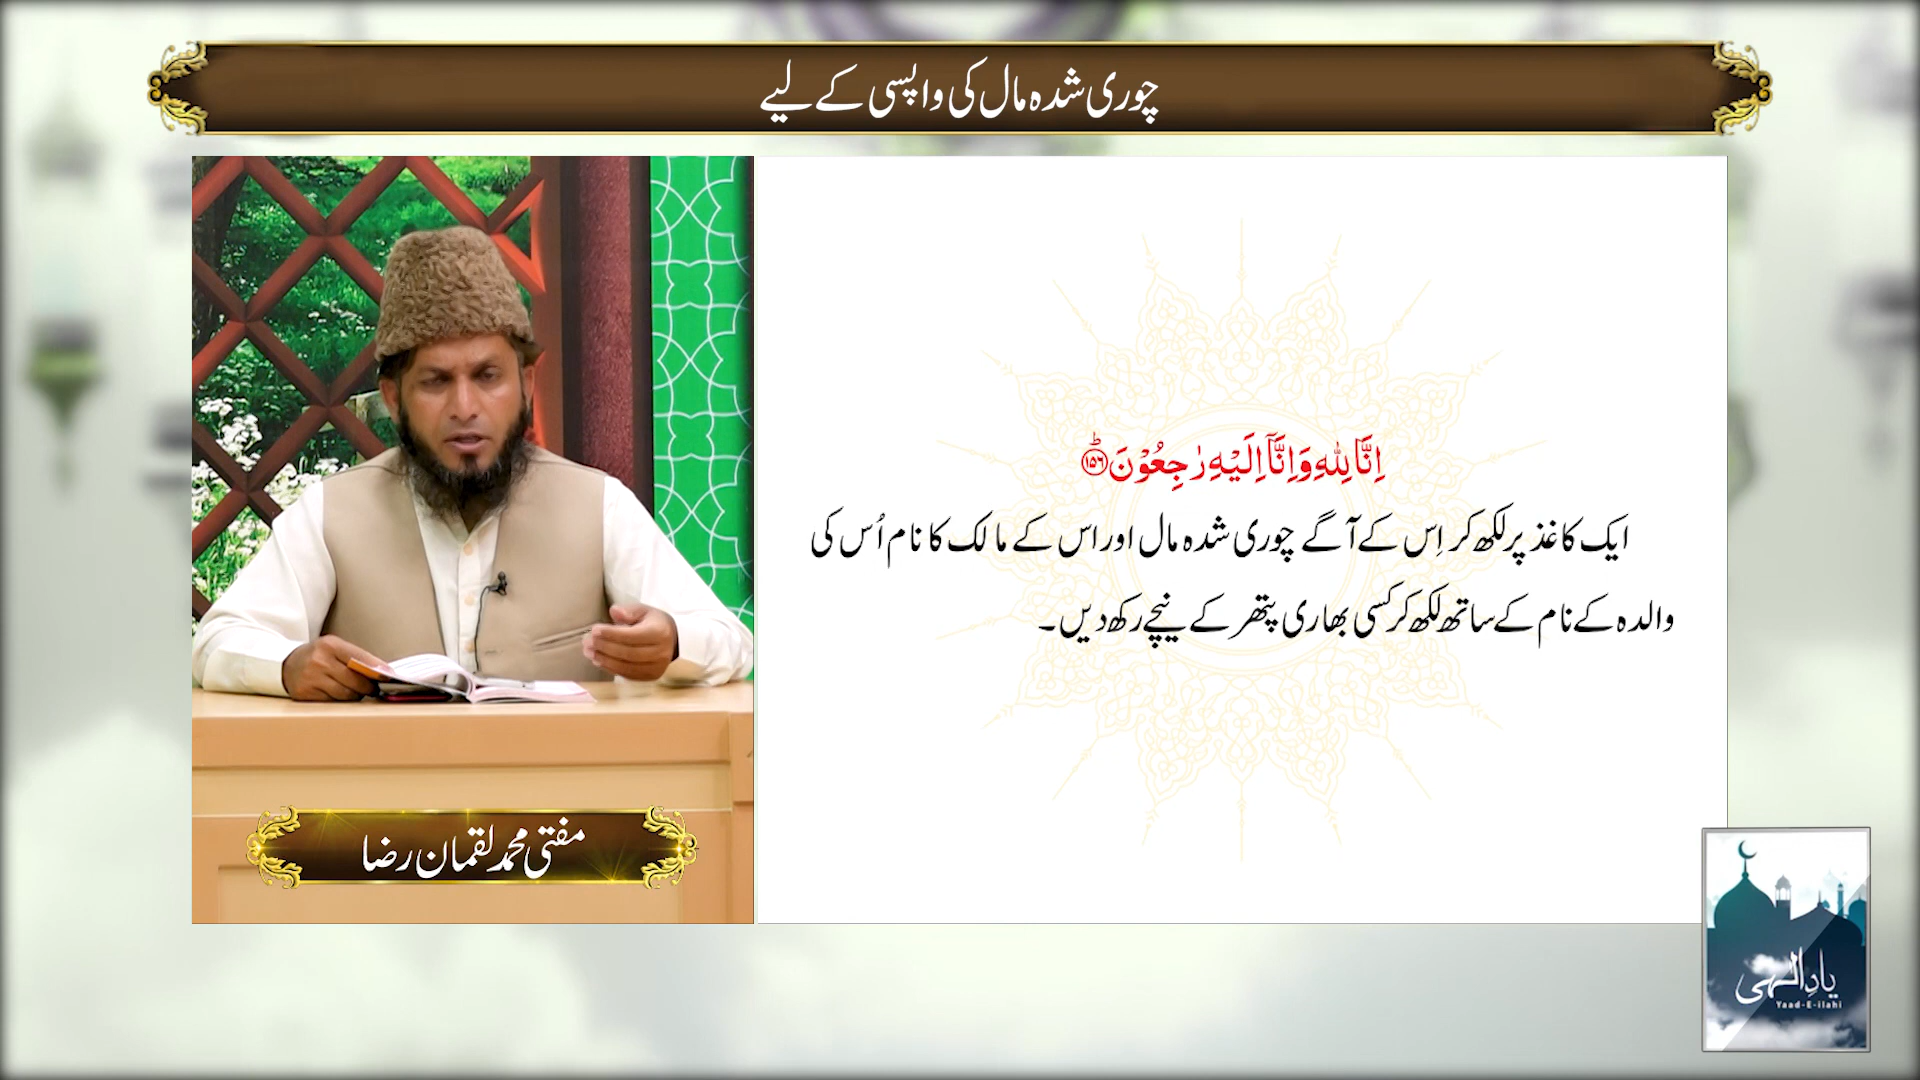 چوری شدہ مال کی واپسی کے لیے
اِنَّا لِلّٰهِ وَاِنَّآ اِلَيْهِ رٰجِعُوْنَ ؕ﴿۱۵۶﴾
ایک کاغذ پر لکھ کر اِس کے آگے چوری شدہ مال اور اس کے مالک کا نام اُس کی
والدہ کے نام کے ساتھ لکھ کر کسی بھاری پتھر کے نیچے رکھ دیں۔
مفتی محمد لقمان رضا
یادِ الٰہی
Yaad-E-ilahi